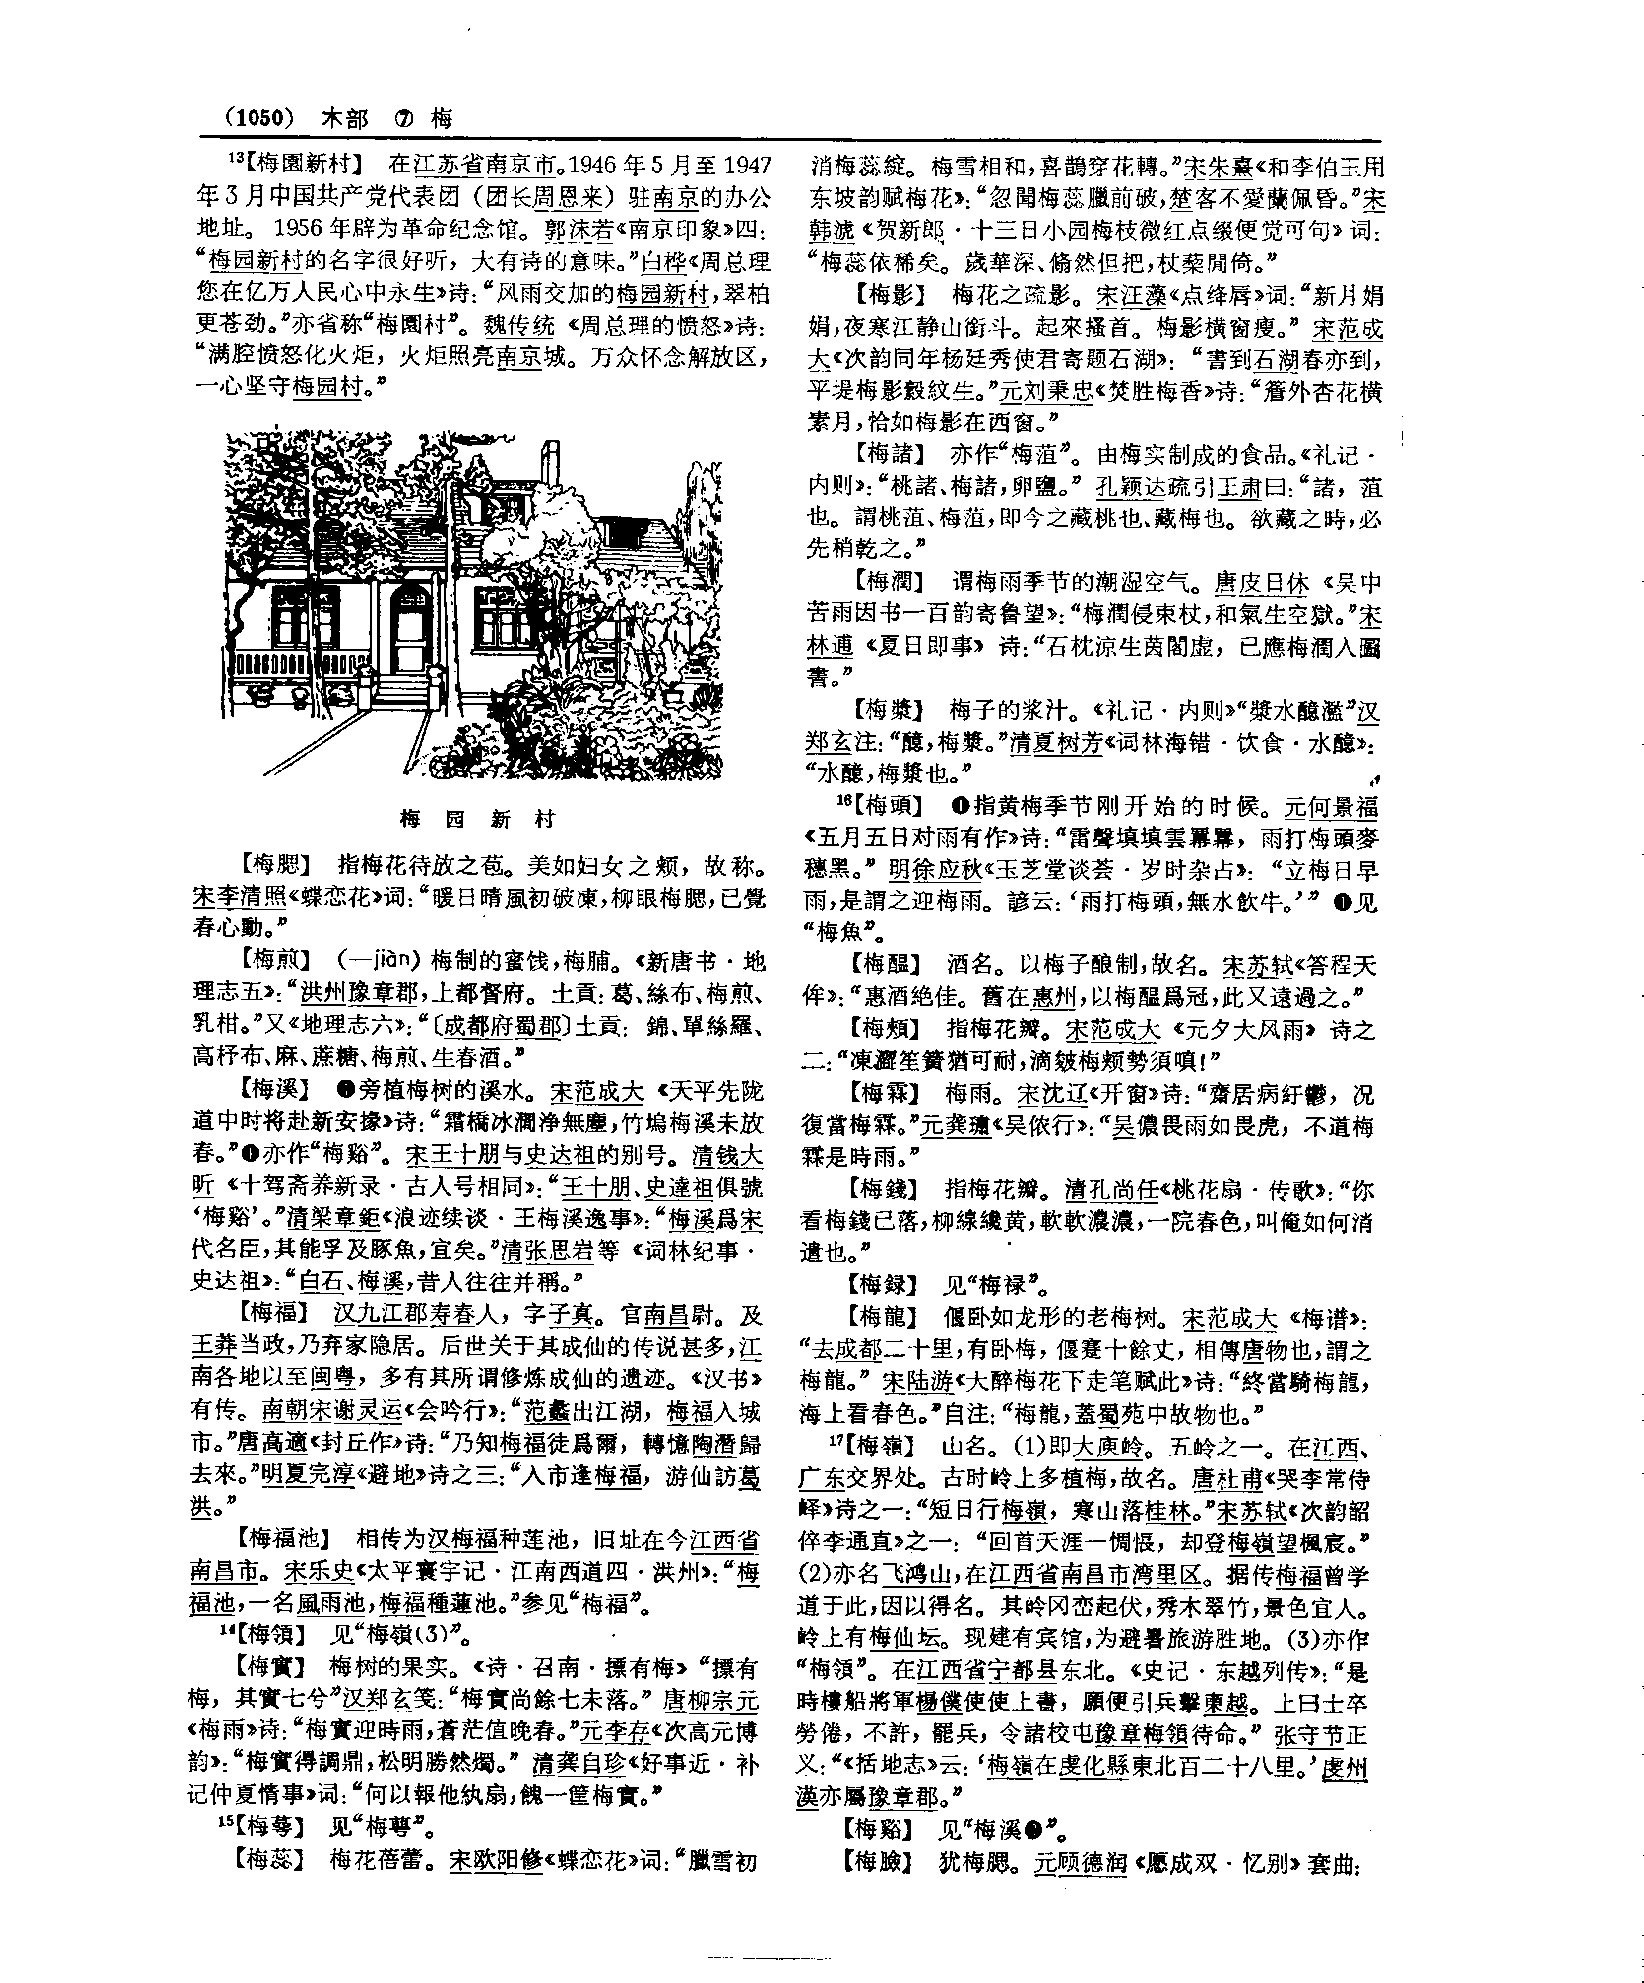 (1050) 木部 ⑦ 梅
13【梅園新村】 在江苏省南京市。1946年5月至1947
年3月中国共产党代表团（团长周恩来）驻南京的办公
地址。1956年辟为革命纪念馆。郭沫若《南京印象》四：
“梅园新村的名字很好听，大有诗的意味。”白桦《周总理
您在亿万人民心中永生》诗：“风雨交加的梅园新村，翠柏
更苍劲。”亦省称“梅園村”。魏传统《周总理的愤怒》诗：
“满腔愤怒化火炬，火炬照亮南京城。万众怀念解放区，
一心坚守梅园村。”
梅园新村
【梅腮】 指梅花待放之苞。美如妇女之颊，故称。
宋李清照《蝶恋花》词：“暖日晴風初破凍，柳眼梅腮，已覺
春心動。”
【梅煎】（—jiàn）梅制的蜜饯，梅脯。《新唐书·地
理志五》：“洪州豫章郡，上都督府。土貢：葛、絲布、梅煎、
乳柑。”又《地理志六》：“〔成都府蜀郡〕土貢：錦、單絲羅、
高杼布、麻、蔗糖、梅煎、生春酒。”
【梅溪】 ❶旁植梅树的溪水。宋范成大《天平先陇
道中时将赴新安掾》诗：“霜橋冰澗净無塵，竹塢梅溪未放
春。”❷亦作“梅谿”。宋王十朋与史达祖的别号。清钱大
昕《十驾斋养新录·古人号相同》：“王十朋、史達祖俱號
‘梅谿’。”清梁章鉅《浪迹续谈·王梅溪逸事》：“梅溪爲宋
代名臣，其能孚及豚魚，宜矣。”清张思岩等《词林纪事·
史达祖》：“白石、梅溪，昔人往往并稱。”
【梅福】 汉九江郡寿春人，字子真。官南昌尉。及
王莽当政，乃弃家隐居。后世关于其成仙的传说甚多，江
南各地以至闽粤，多有其所谓修炼成仙的遗迹。《汉书》
有传。南朝宋谢灵运《会吟行》：“范蠡出江湖，梅福入城
市。”唐高適《封丘作》诗：“乃知梅福徒爲爾，轉憶陶潛歸
去來。”明夏完淳《避地》诗之三：“入市逢梅福，游仙訪葛
洪。”
【梅福池】 相传为汉梅福种莲池，旧址在今江西省
南昌市。宋乐史《太平寰宇记·江南西道四·洪州》：“梅
福池，一名風雨池，梅福種蓮池。”参见“梅福”。
14【梅領】 见“梅嶺(3)”。
【梅實】 梅树的果实。《诗·召南·摽有梅》“摽有
梅，其實七兮”汉郑玄笺：“梅實尚餘七未落。”唐柳宗元
《梅雨》诗：“梅實迎時雨，蒼茫值晚春。”元李存《次高元博
韵》：“梅實得調鼎，松明勝然燭。”清龚自珍《好事近·补
记仲夏情事》词：“何以報他紈扇，餽一筐梅實。”
15【梅蕚】 见“梅萼”。
【梅蕊】 梅花蓓蕾。宋欧阳修《蝶恋花》词：“臘雪初
消梅蕊綻。梅雪相和，喜鵲穿花轉。”宋朱熹《和李伯玉用
东坡韵赋梅花》：“忽聞梅蕊臘前破，楚客不愛蘭佩昏。”宋
韩淲《贺新郎·十三日小园梅枝微红点缀便觉可句》词：
“梅蕊依稀矣。歲華深、翛然但把，杖藜閒倚。”
【梅影】 梅花之疏影。宋汪藻《点绛唇》词：“新月娟
娟，夜寒江静山銜斗。起來搔首。梅影横窗瘦。”宋范成
大《次韵同年杨廷秀使君寄题石湖》：“書到石湖春亦到，
平堤梅影縠紋生。”元刘秉忠《焚胜梅香》诗：“簷外杏花横
素月，恰如梅影在西窗。”
【梅諸】 亦作“梅菹”。由梅实制成的食品。《礼记·
内则》：“桃諸、梅諸，卵鹽。”孔颖达疏引王肃曰：“諸，菹
也。謂桃菹、梅菹，即今之藏桃也、藏梅也。欲藏之時，必
先稍乾之。”
【梅潤】 谓梅雨季节的潮湿空气。唐皮日休《吴中
苦雨因书一百韵寄鲁望》：“梅潤侵束杖，和氣生空獄。”宋
林逋《夏日即事》诗：“石枕凉生菌閣虚，已應梅潤入圖
書。”
【梅漿】 梅子的浆汁。《礼记·内则》“漿水醷濫”汉
郑玄注：“醷，梅漿。”清夏树芳《词林海错·饮食·水醷》：
“水醷，梅漿也。”
16【梅頭】 ❶指黄梅季节刚开始的时候。元何景福
《五月五日对雨有作》诗：“雷聲填填雲羃羃，雨打梅頭麥
穗黑。”明徐应秋《玉芝堂谈荟·岁时杂占》：“立梅日早
雨，是謂之迎梅雨。諺云：‘雨打梅頭，無水飲牛。’”❷见
“梅魚”。
【梅醖】 酒名。以梅子酿制，故名。宋苏轼《答程天
侔》：“惠酒绝佳。舊在惠州，以梅醖爲冠，此又遠過之。”
【梅頰】 指梅花瓣。宋范成大《元夕大风雨》诗之
二：“凍澀笙簧猶可耐，滴皴梅頰勢須嗔！”
【梅霖】 梅雨。宋沈辽《开窗》诗：“齋居病紆鬱，况
復當梅霖。”元龚璛《吴侬行》：“吴儂畏雨如畏虎，不道梅
霖是時雨。”
【梅錢】 指梅花瓣。清孔尚任《桃花扇·传歌》：“你
看梅錢已落，柳線纔黄，軟軟濃濃，一院春色，叫俺如何消
遣也。”
【梅録】 见“梅禄”。
【梅龍】 偃卧如龙形的老梅树。宋范成大《梅谱》：
“去成都二十里，有卧梅，偃蹇十餘丈，相傳唐物也，謂之
梅龍。”宋陆游《大醉梅花下走笔赋此》诗：“終當騎梅龍，
海上看春色。”自注：“梅龍，蓋蜀苑中故物也。”
17【梅嶺】 山名。(1)即大庾岭。五岭之一。在江西、
广东交界处。古时岭上多植梅，故名。唐杜甫《哭李常侍
峄》诗之一：“短日行梅嶺，寒山落桂林。”宋苏轼《次韵韶
倅李通直》之一：“回首天涯一惆悵，却登梅嶺望楓宸。”
(2)亦名飞鸿山，在江西省南昌市湾里区。据传梅福曾学
道于此，因以得名。其岭冈峦起伏，秀木翠竹，景色宜人。
岭上有梅仙坛。现建有宾馆，为避暑旅游胜地。(3)亦作
“梅領”。在江西省宁都县东北。《史记·东越列传》：“是
時樓船將軍楊僕使使上書，願便引兵擊東越。上曰士卒
勞倦，不許，罷兵，令諸校屯豫章梅領待命。”张守节正
义：“《括地志》云：‘梅嶺在虔化縣東北百二十八里。’虔州
漢亦屬豫章郡。”
【梅谿】 见“梅溪❷”。
【梅臉】 犹梅腮。元顾德润《愿成双·忆别》套曲：